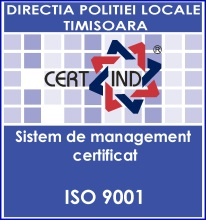 DIRECTIA POLITIEI LOCALE
TIMISOARA
CERT IND ®
Sistem de management
certificat
ISO 9001